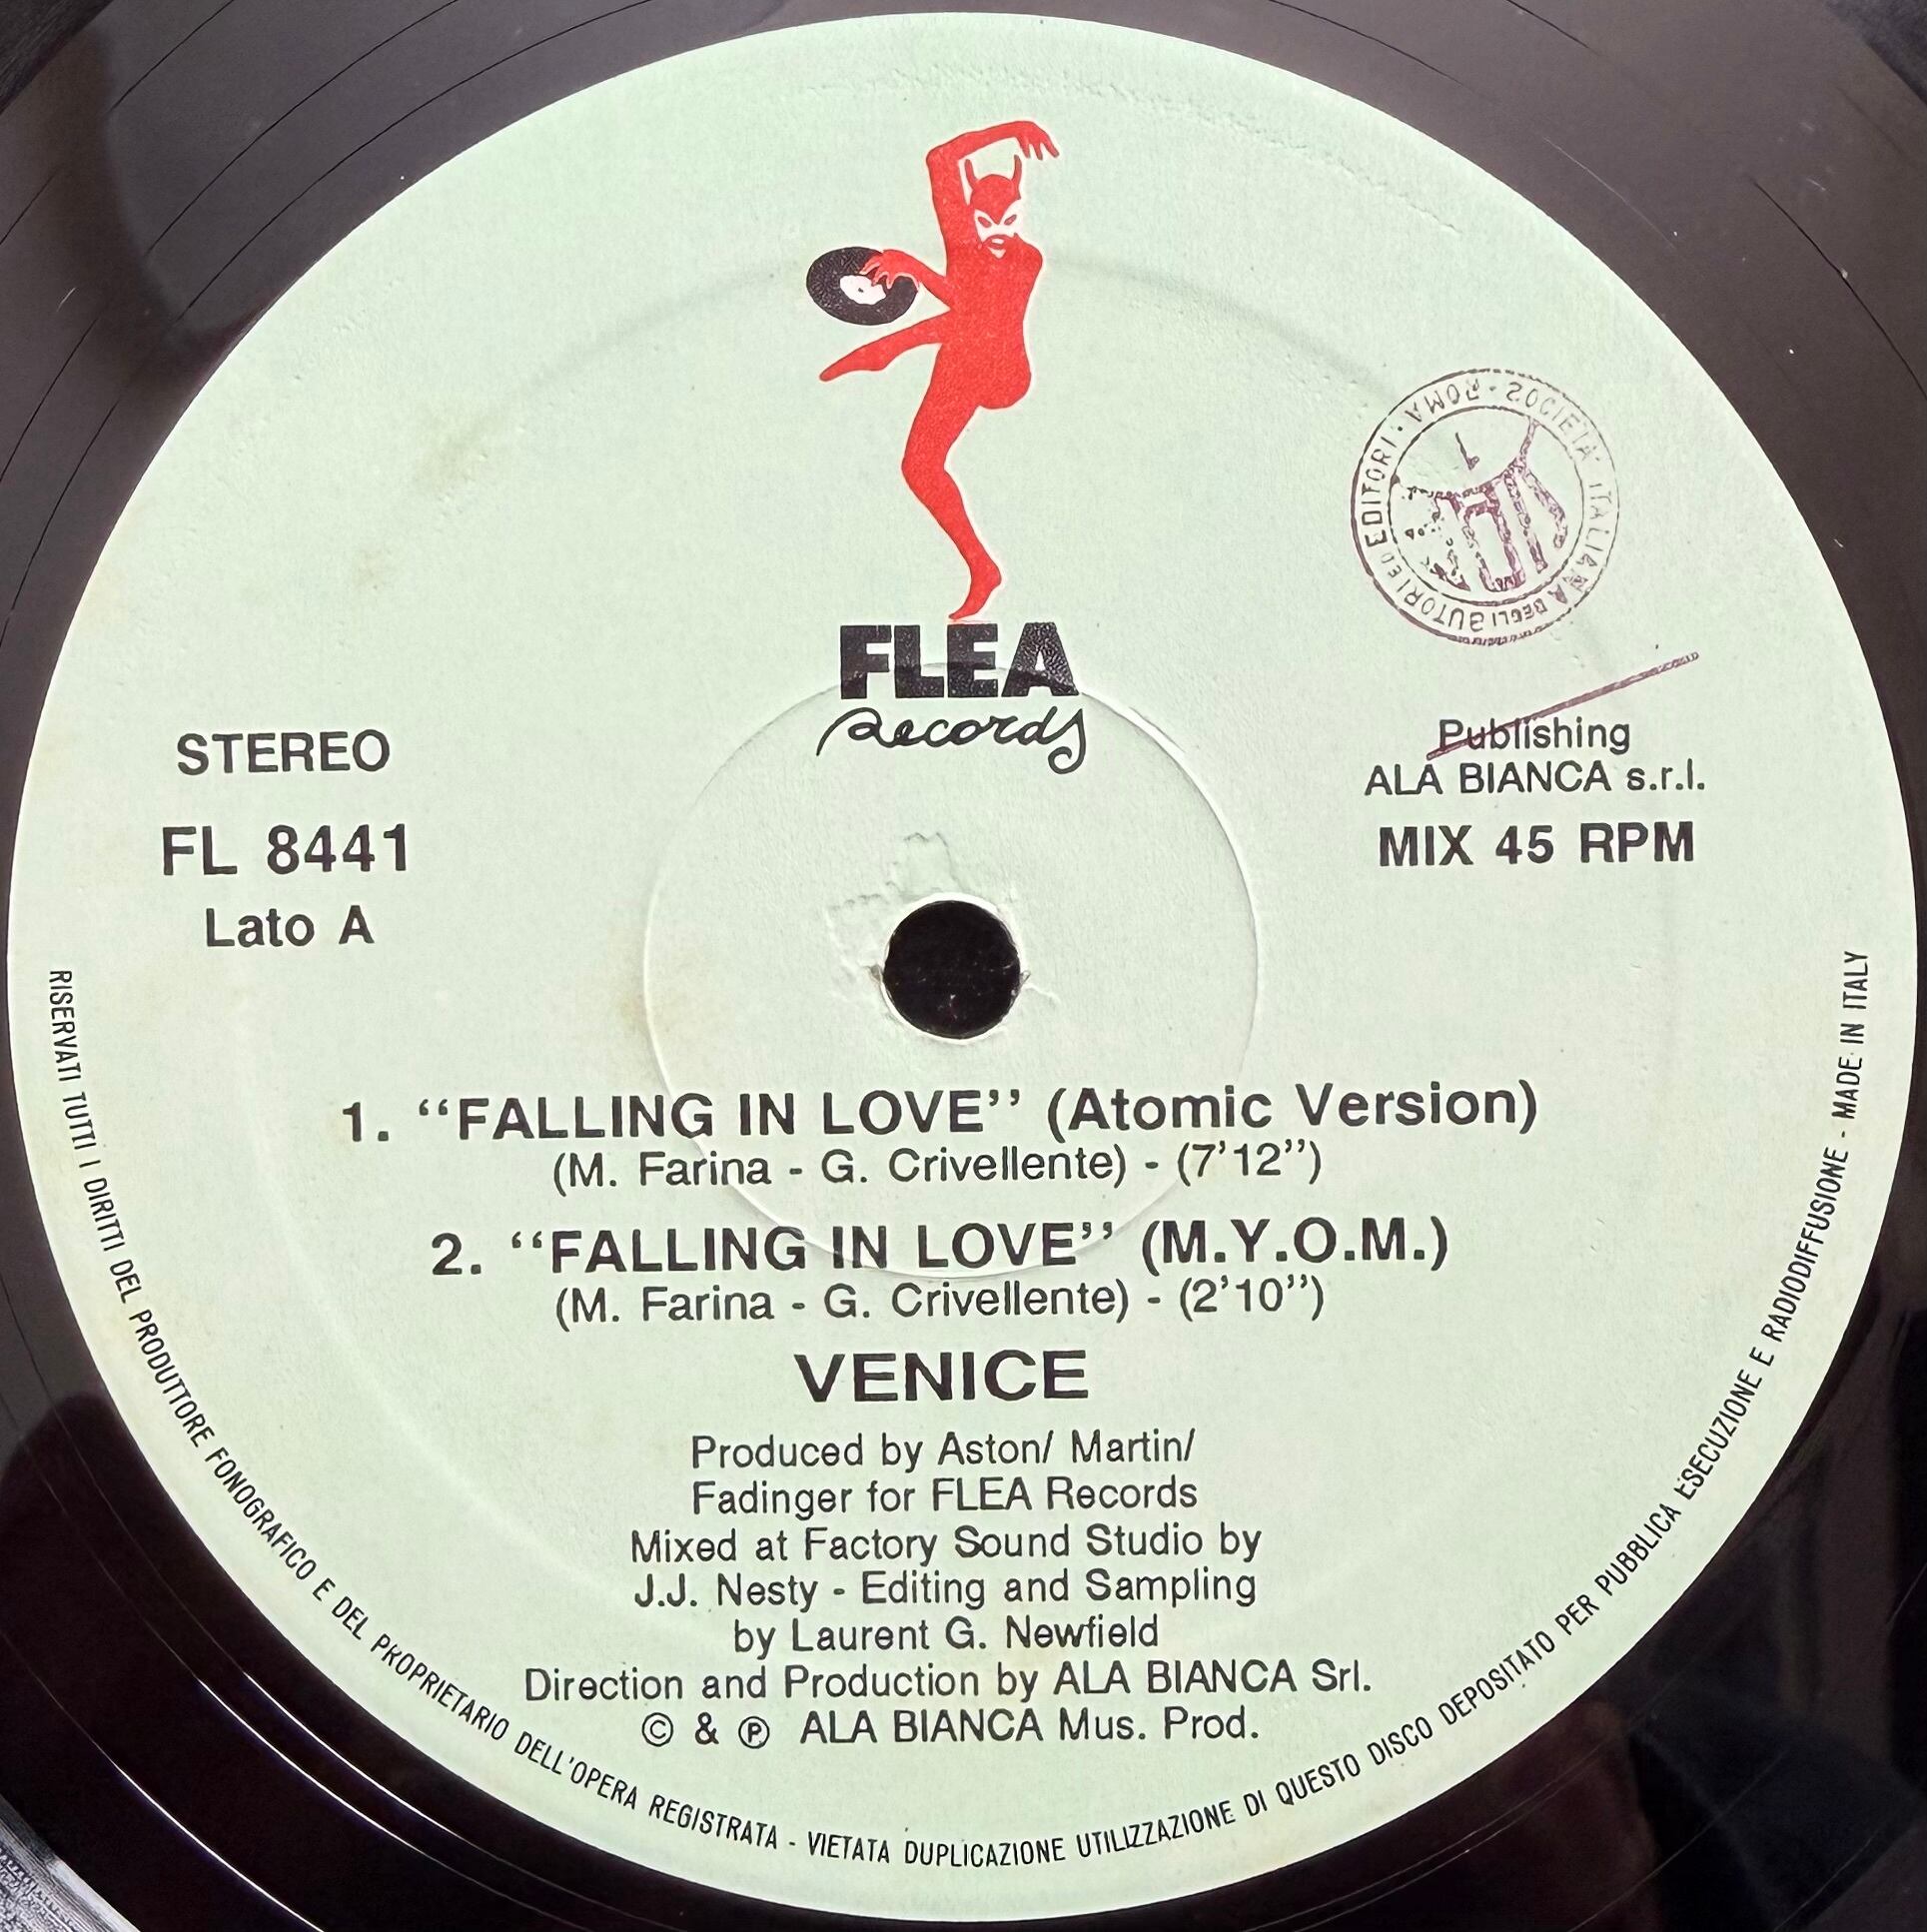 FLEA
Records
SOCIETA' ITALIANA DEGLI AUTORI ED EDITORI · ROMA ·
STEREO
FL 8441
Lato A
Publishing
ALA BIANCA s.r.l.
MIX 45 RPM
1. “FALLING IN LOVE” (Atomic Version)
(M. Farina - G. Crivellente) - (7’12”)
2. “FALLING IN LOVE” (M.Y.O.M.)
(M. Farina - G. Crivellente) - (2’10”)
VENICE
Produced by Aston/ Martin/
Fadinger for FLEA Records
Mixed at Factory Sound Studio by
J.J. Nesty - Editing and Sampling
by Laurent G. Newfield
Direction and Production by ALA BIANCA Srl.
© & ℗ ALA BIANCA Mus. Prod.
RISERVATI TUTTI I DIRITTI DEL PRODUTTORE FONOGRAFICO E DEL PROPRIETARIO DELL'OPERA REGISTRATA - VIETATA DUPLICAZIONE UTILIZZAZIONE DI QUESTO DISCO DEPOSITATO PER PUBBLICA ESECUZIONE E RADIODIFFUSIONE - MADE IN ITALY